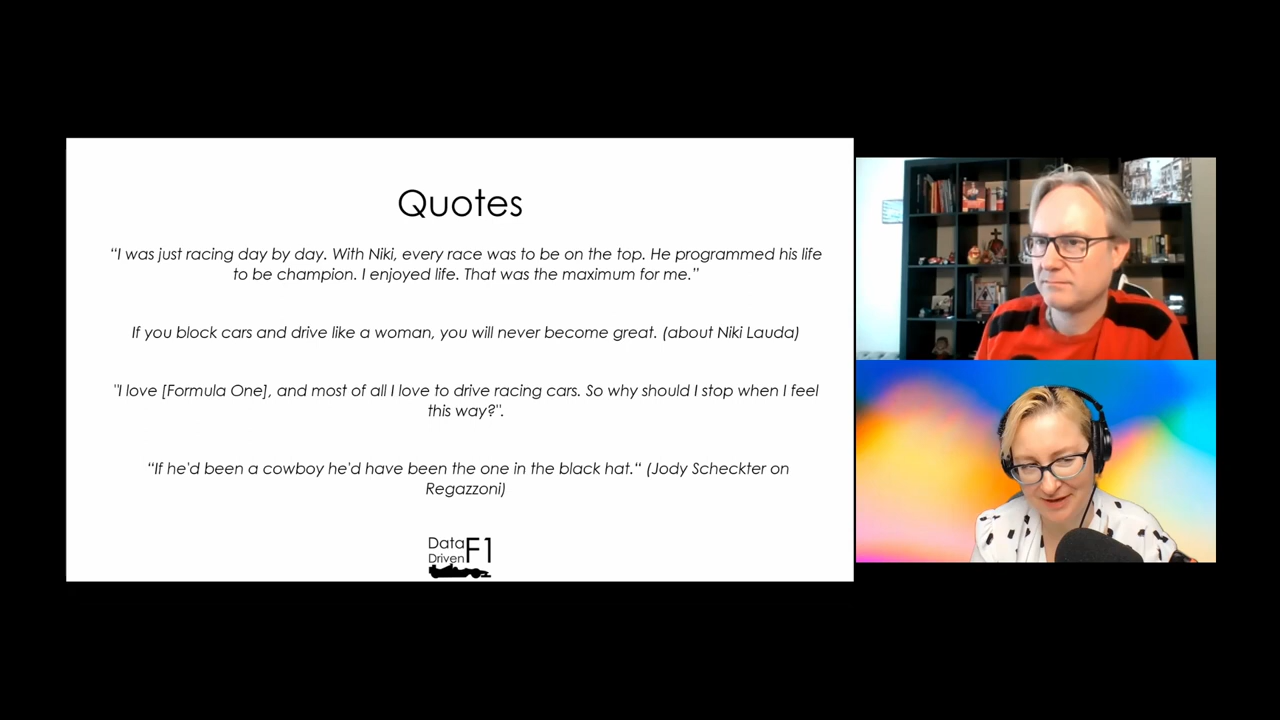 Quotes
“I was just racing day by day. With Niki, every race was to be on the top. He programmed his life
to be champion. I enjoyed life. That was the maximum for me.”
If you block cars and drive like a woman, you will never become great. (about Niki Lauda)
"I love [Formula One], and most of all I love to drive racing cars. So why should I stop when I feel
this way?".
“If he'd been a cowboy he'd have been the one in the black hat.“ (Jody Scheckter on
Regazzoni)
Data
Driven
F1